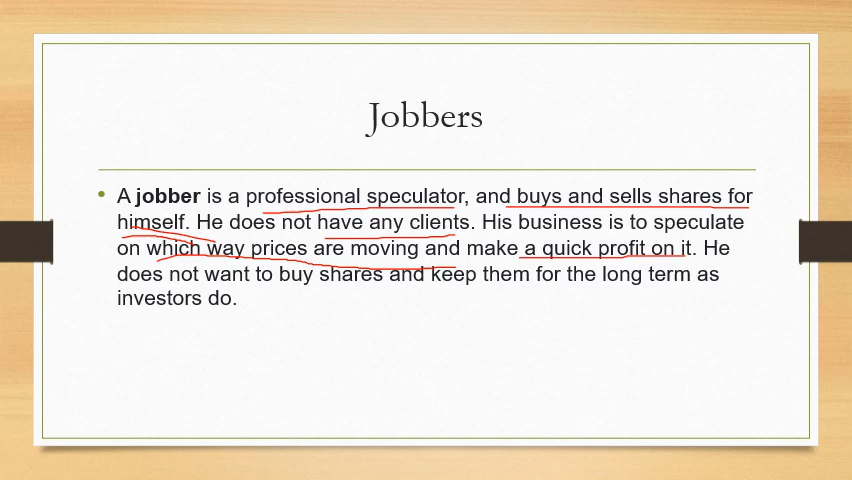 Jobbers
• A jobber is a professional speculator, and buys and sells shares for
himself. He does not have any clients. His business is to speculate
on which way prices are moving and make a quick profit on it. He
does not want to buy shares and keep them for the long term as
investors do.